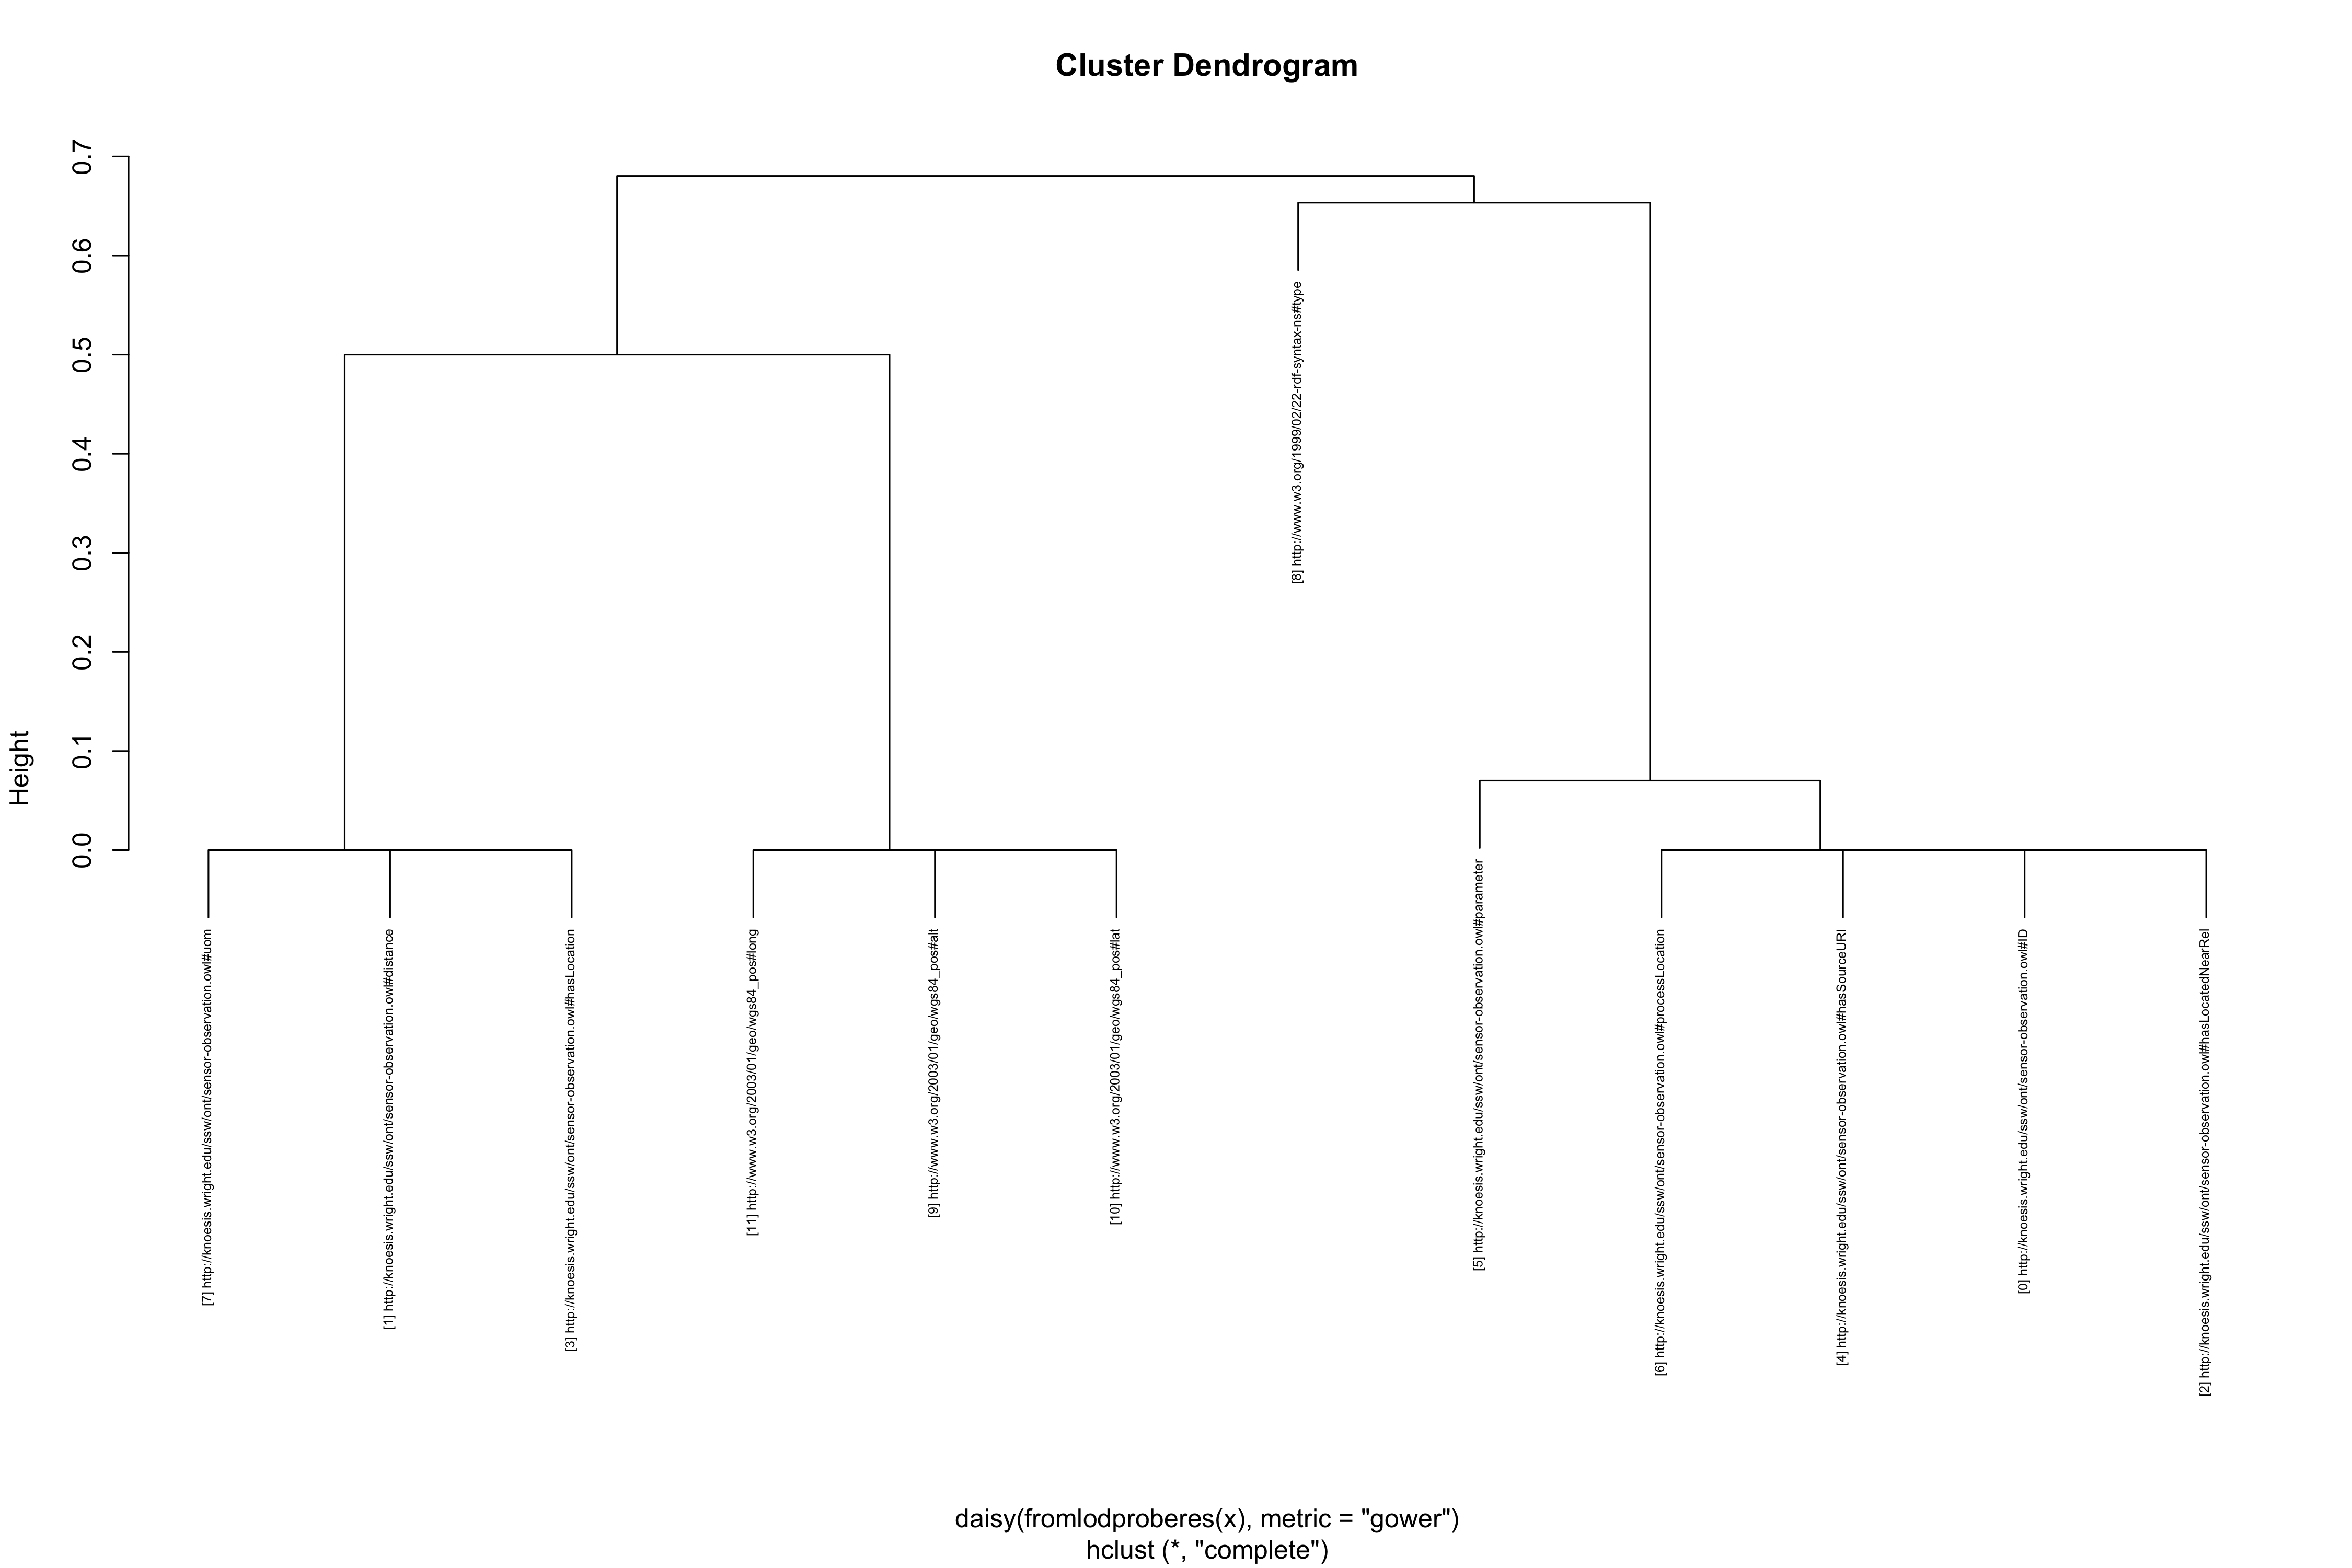 Cluster Dendrogram
Height
0.0
0.1
0.2
0.3
0.4
0.5
0.6
0.7
[7] http://knoesis.wright.edu/ssw/ont/sensor-observation.owl#uom
[1] http://knoesis.wright.edu/ssw/ont/sensor-observation.owl#distance
[3] http://knoesis.wright.edu/ssw/ont/sensor-observation.owl#hasLocation
[11] http://www.w3.org/2003/01/geo/wgs84_pos#long
[9] http://www.w3.org/2003/01/geo/wgs84_pos#alt
[10] http://www.w3.org/2003/01/geo/wgs84_pos#lat
[8] http://www.w3.org/1999/02/22-rdf-syntax-ns#type
[5] http://knoesis.wright.edu/ssw/ont/sensor-observation.owl#parameter
[6] http://knoesis.wright.edu/ssw/ont/sensor-observation.owl#processLocation
[4] http://knoesis.wright.edu/ssw/ont/sensor-observation.owl#hasSourceURI
[0] http://knoesis.wright.edu/ssw/ont/sensor-observation.owl#ID
[2] http://knoesis.wright.edu/ssw/ont/sensor-observation.owl#hasLocatedNearRel
daisy(fromlodproberes(x), metric = "gower")
hclust (*, "complete")